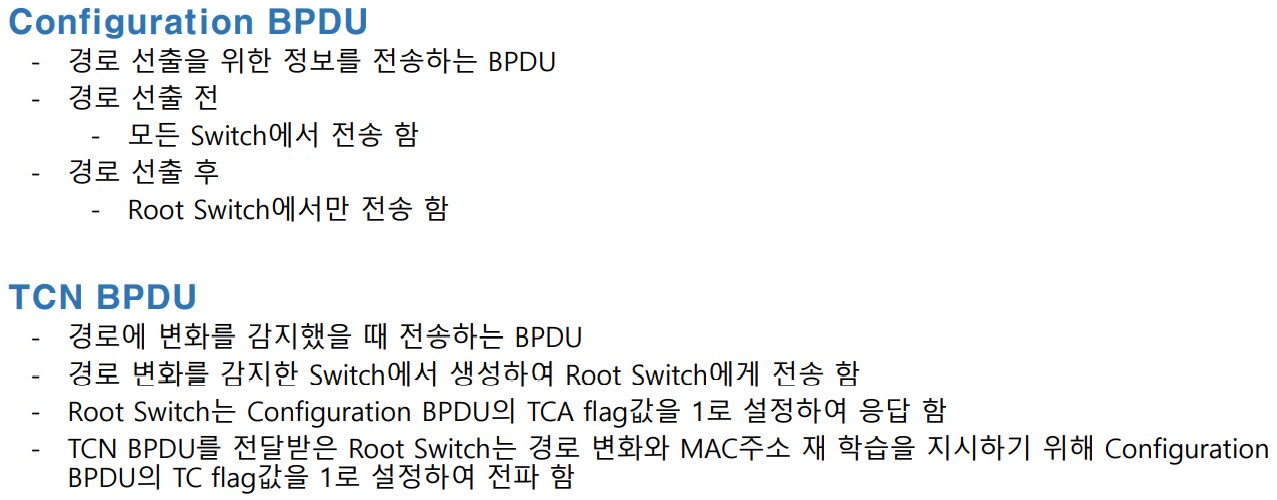 Configuration BPDU
- 경로 선출을 위한 정보를 전송하는 BPDU
- 경로 선출 전
- 모든 Switch에서 전송 함
- 경로 선출 후
- Root Switch에서만 전송 함
TCN BPDU
- 경로에 변화를 감지했을 때 전송하는 BPDU
- 경로 변화를 감지한 Switch에서 생성하여 Root Switch에게 전송 함
- Root Switch는 Configuration BPDU의 TCA flag값을 1로 설정하여 응답 함
- TCN BPDU를 전달받은 Root Switch는 경로 변화와 MAC주소 재 학습을 지시하기 위해 Configuration
BPDU의 TC flag값을 1로 설정하여 전파 함